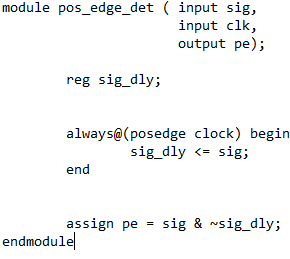 module pos_edge_det ( input sig,
input clk,
output pe);
reg sig_dly;
always@(posedge clock) begin
sig_dly <= sig;
end
assign pe = sig & ~sig_dly;
endmodule